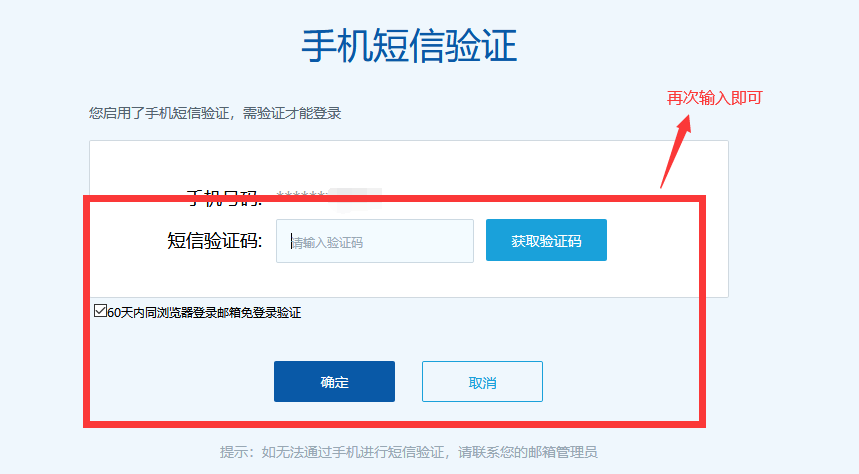 手机短信验证
再次输入即可
您启用了手机短信验证，需验证才能登录
手机号码: ******
短信验证码: 请输入验证码 获取验证码
60天内同浏览器登录邮箱免登录验证
确定 取消
提示：如无法通过手机进行短信验证，请联系您的邮箱管理员